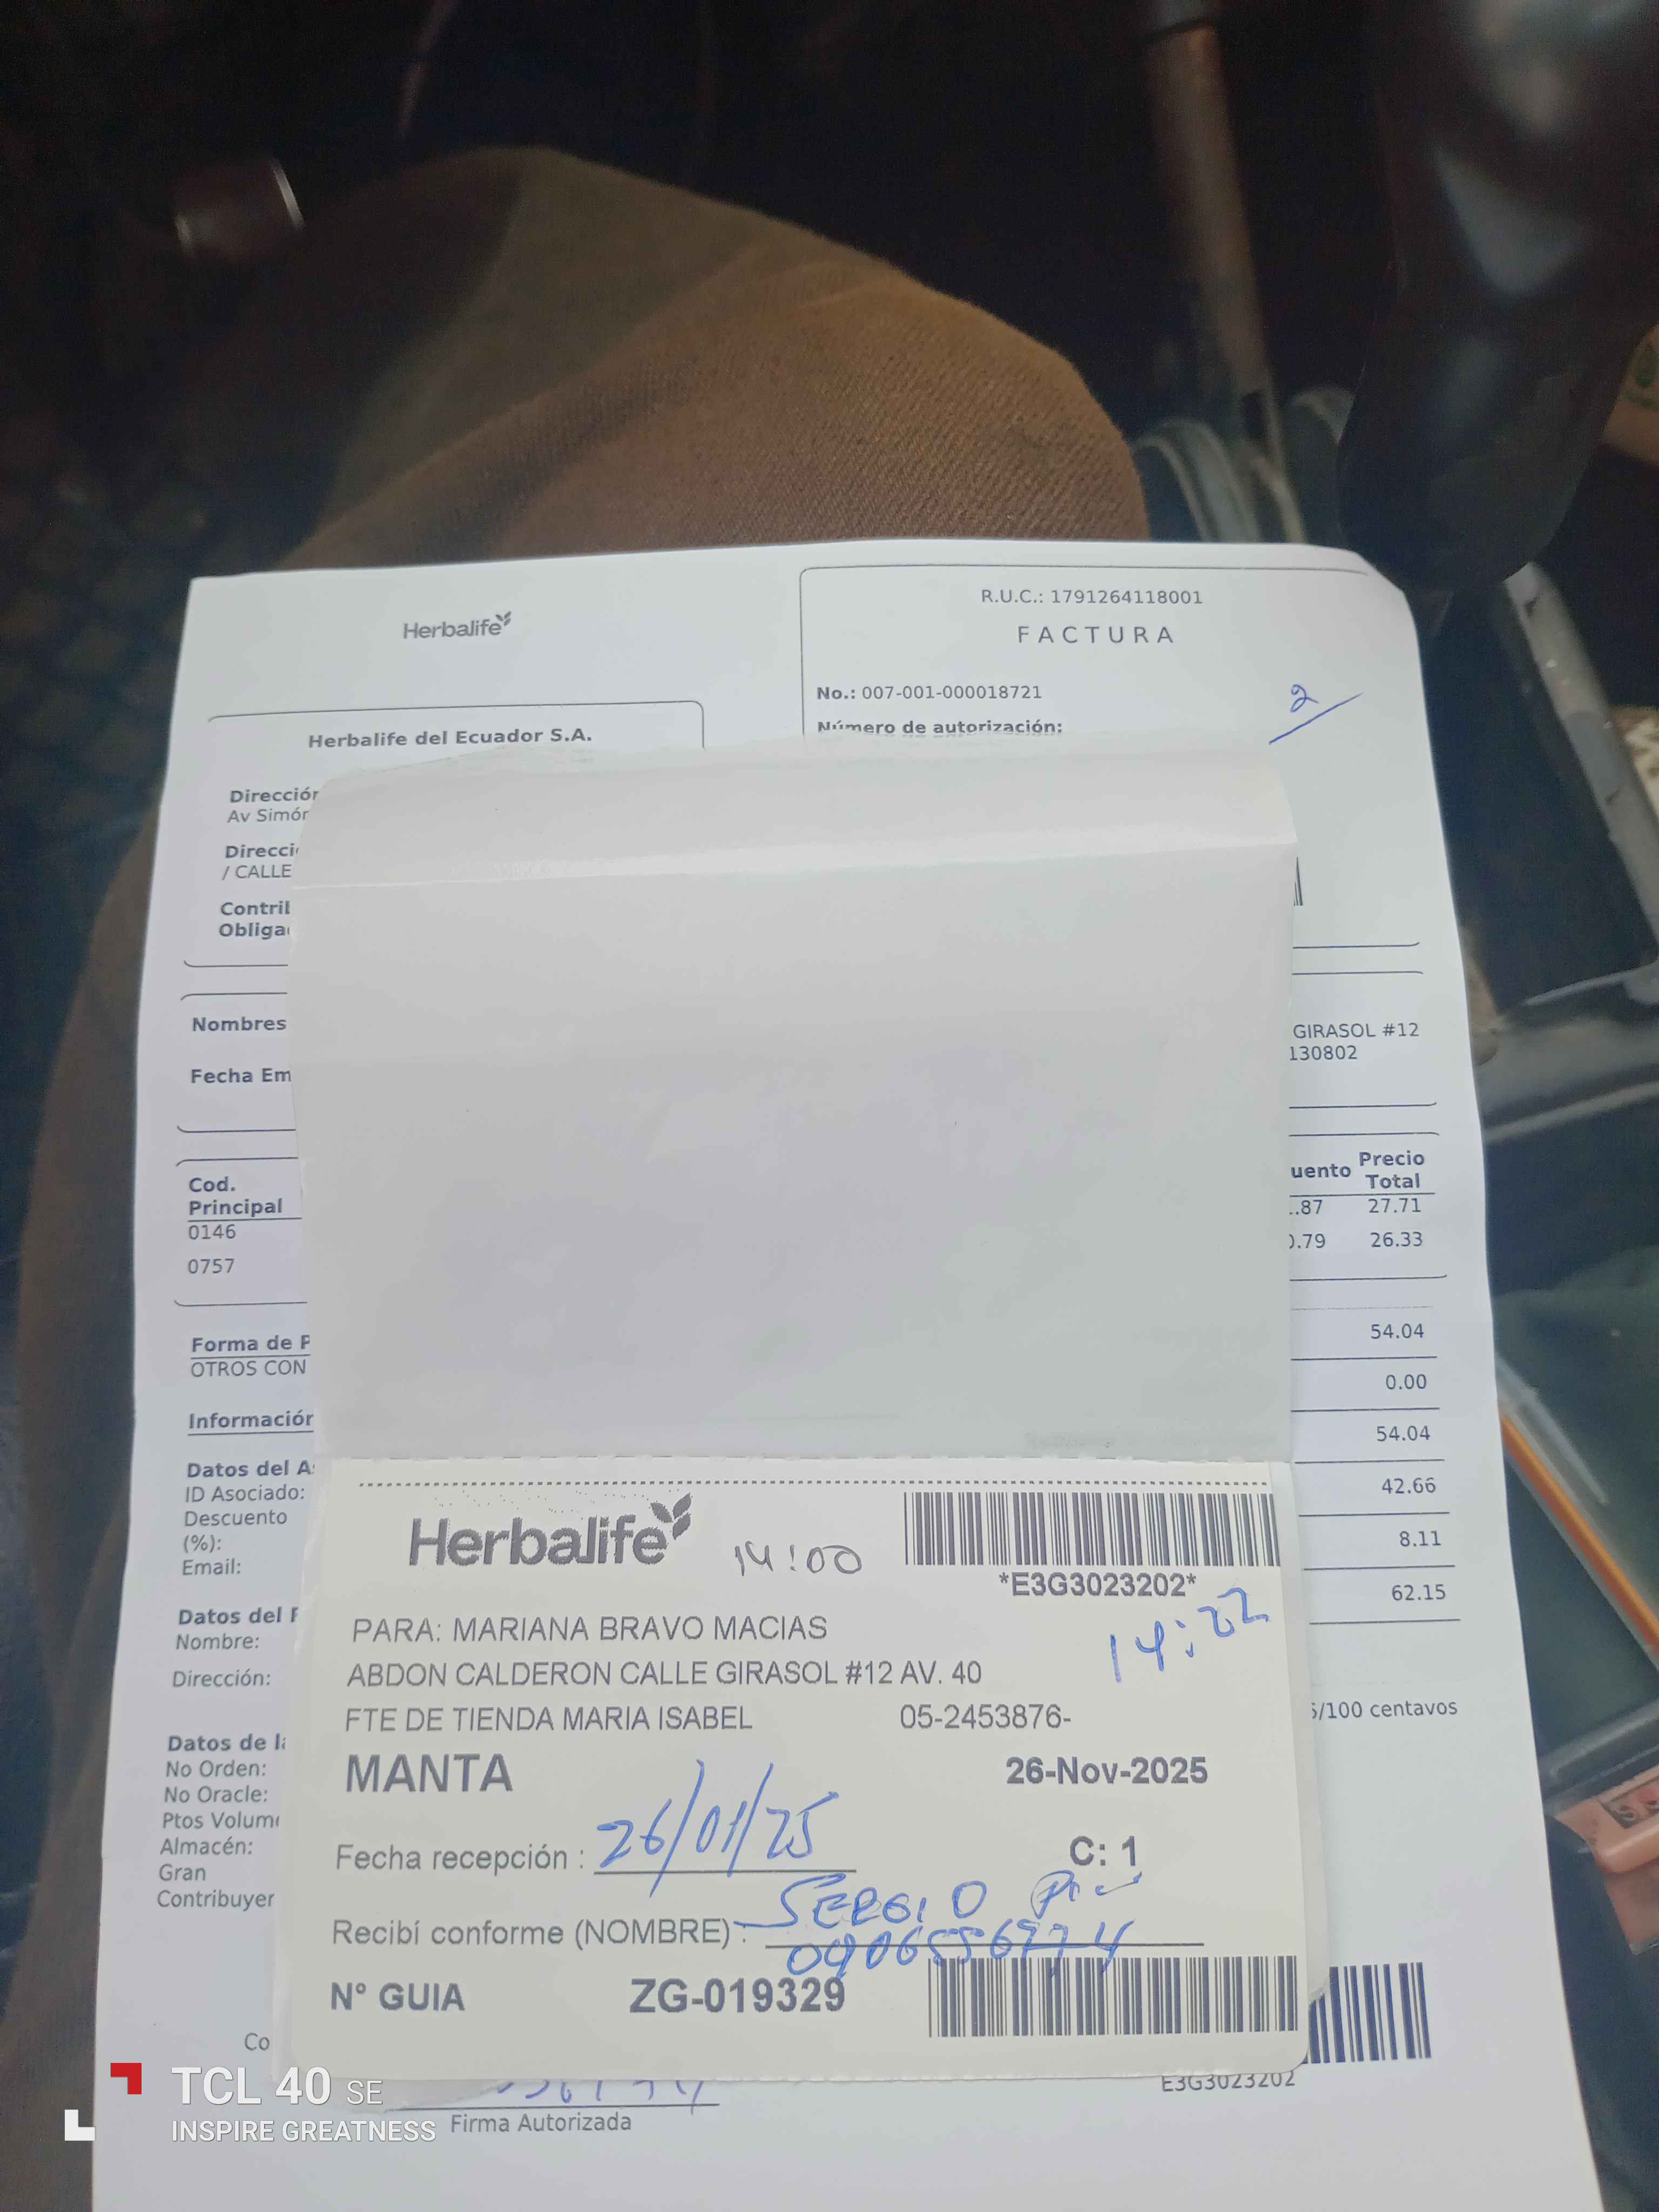 Herbalife
R.U.C.: 1791264118001
FACTURA
No.: 007-001-000018721
2
Número de autorización:
Herbalife del Ecuador S.A.
Dirección
Av Simón
Direcci
/ CALLE
Contri
Obliga
Nombres
GIRASOL #12
130802
Fecha Em
Cod.
Principal
uento
Precio
Total
0146
.87 27.71
0757
.79 26.33
Forma de P
54.04
OTROS CON
0.00
Información
54.04
Datos del A
ID Asociado:
42.66
Descuento
(%):
8.11
Email:
62.15
Datos del
Nombre:
Dirección:
/100 centavos
Datos de la
No Orden:
No Oracle:
Ptos Volum
Almacén:
Gran
Contribuyer
Co
Herbalife
14:00
*E3G3023202*
14:22
PARA: MARIANA BRAVO MACIAS
ABDON CALDERON CALLE GIRASOL #12 AV. 40
FTE DE TIENDA MARIA ISABEL 05-2453876-
MANTA 26-Nov-2025
Fecha recepción : 26/01/25
C: 1
Recibí conforme (NOMBRE) : SERGIO
N° GUIA ZG-019329
E3G3023202
Firma Autorizada
TCL 40 SE
INSPIRE GREATNESS